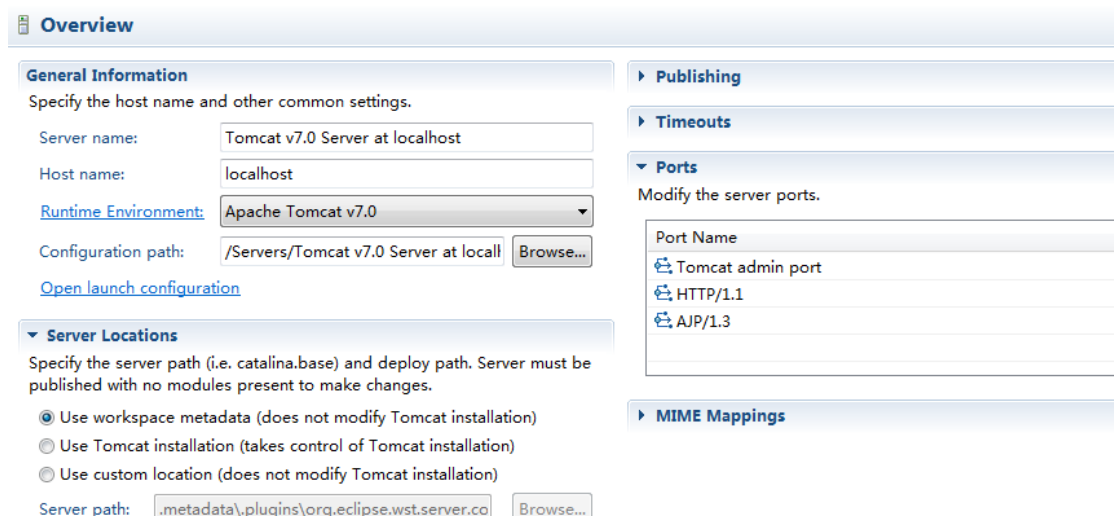 Overview
General Information
Specify the host name and other common settings.
Server name: Tomcat v7.0 Server at localhost
Host name: localhost
Runtime Environment: Apache Tomcat v7.0
Configuration path: /Servers/Tomcat v7.0 Server at localh Browse...
Open launch configuration
Server Locations
Specify the server path (i.e. catalina.base) and deploy path. Server must be
published with no modules present to make changes.
Use workspace metadata (does not modify Tomcat installation)
Use Tomcat installation (takes control of Tomcat installation)
Use custom location (does not modify Tomcat installation)
Server path: .metadata\.plugins\org.eclipse.wst.server.co Browse...
Publishing
Timeouts
Ports
Modify the server ports.
Port Name
Tomcat admin port
HTTP/1.1
AJP/1.3
MIME Mappings